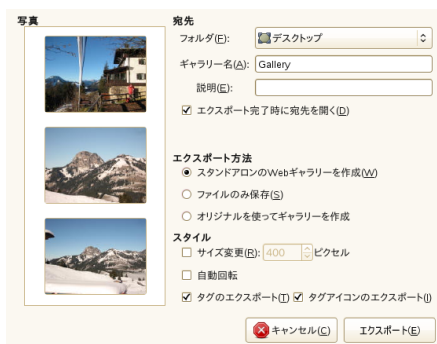 写真
宛先
フォルダ(F): デスクトップ
ギャラリー名(A): Gallery
説明(E):
エクスポート完了時に宛先を開く(D)
エクスポート方法
スタンドアロンのWebギャラリーを作成(W)
ファイルのみ保存(S)
オリジナルを使ってギャラリーを作成
スタイル
サイズ変更(R): 400 ピクセル
自動回転
タグのエクスポート(T) タグアイコンのエクスポート(I)
キャンセル(C) エクスポート(E)